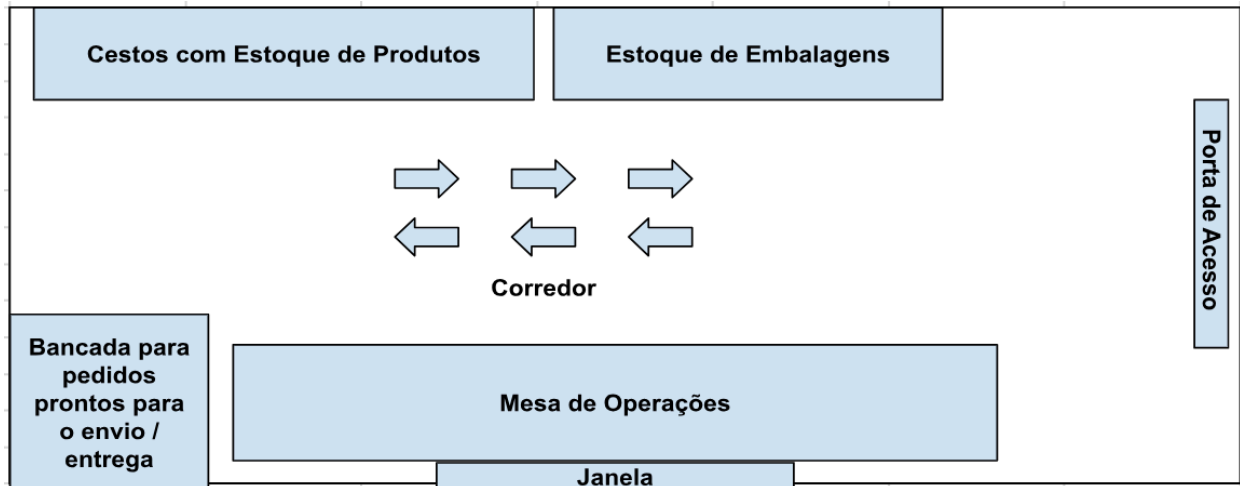 Cestos com Estoque de Produtos
Estoque de Embalagens
Porta de Acesso
Corredor
Bancada para
pedidos
prontos para
o envio /
entrega
Mesa de Operações
Janela